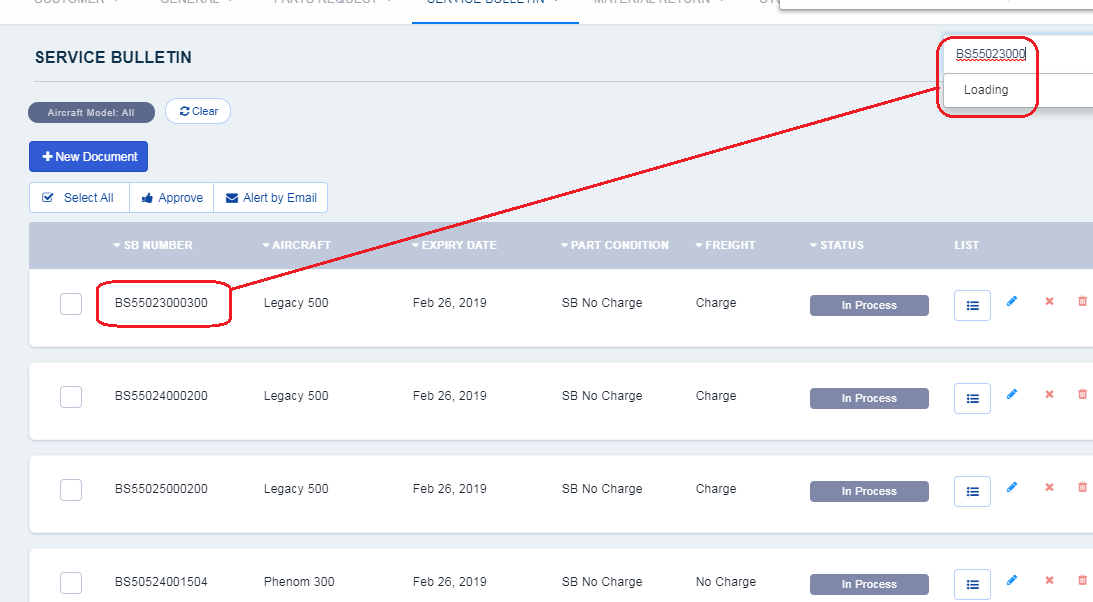 CUSTOMER GENERAL PARTS REQUEST SERVICE BULLETIN MATERIAL RETURN
SERVICE BULLETIN
BS55023000
Loading
Aircraft Model: All Clear
New Document
Select All Approve Alert by Email
SB NUMBER AIRCRAFT EXPIRY DATE PART CONDITION FREIGHT STATUS LIST
BS55023000300 Legacy 500 Feb 26, 2019 SB No Charge Charge In Process
BS55024000200 Legacy 500 Feb 26, 2019 SB No Charge Charge In Process
BS55025000200 Legacy 500 Feb 26, 2019 SB No Charge Charge In Process
BS50524001504 Phenom 300 Feb 26, 2019 SB No Charge No Charge In Process